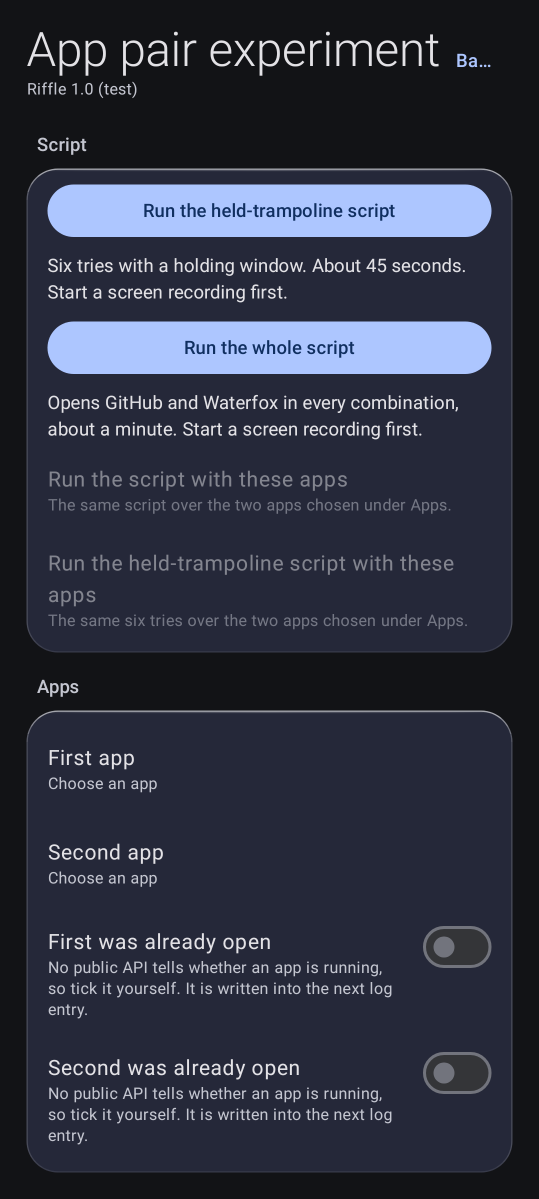 App pair experiment Ba...
Riffle 1.0 (test)
Script
Run the held-trampoline script
Six tries with a holding window. About 45 seconds.
Start a screen recording first.
Run the whole script
Opens GitHub and Waterfox in every combination,
about a minute. Start a screen recording first.
Run the script with these apps
The same script over the two apps chosen under Apps.
Run the held-trampoline script with these
apps
The same six tries over the two apps chosen under Apps.
Apps
First app
Choose an app
Second app
Choose an app
First was already open
No public API tells whether an app is running,
so tick it yourself. It is written into the next log
entry.
Second was already open
No public API tells whether an app is running,
so tick it yourself. It is written into the next log
entry.